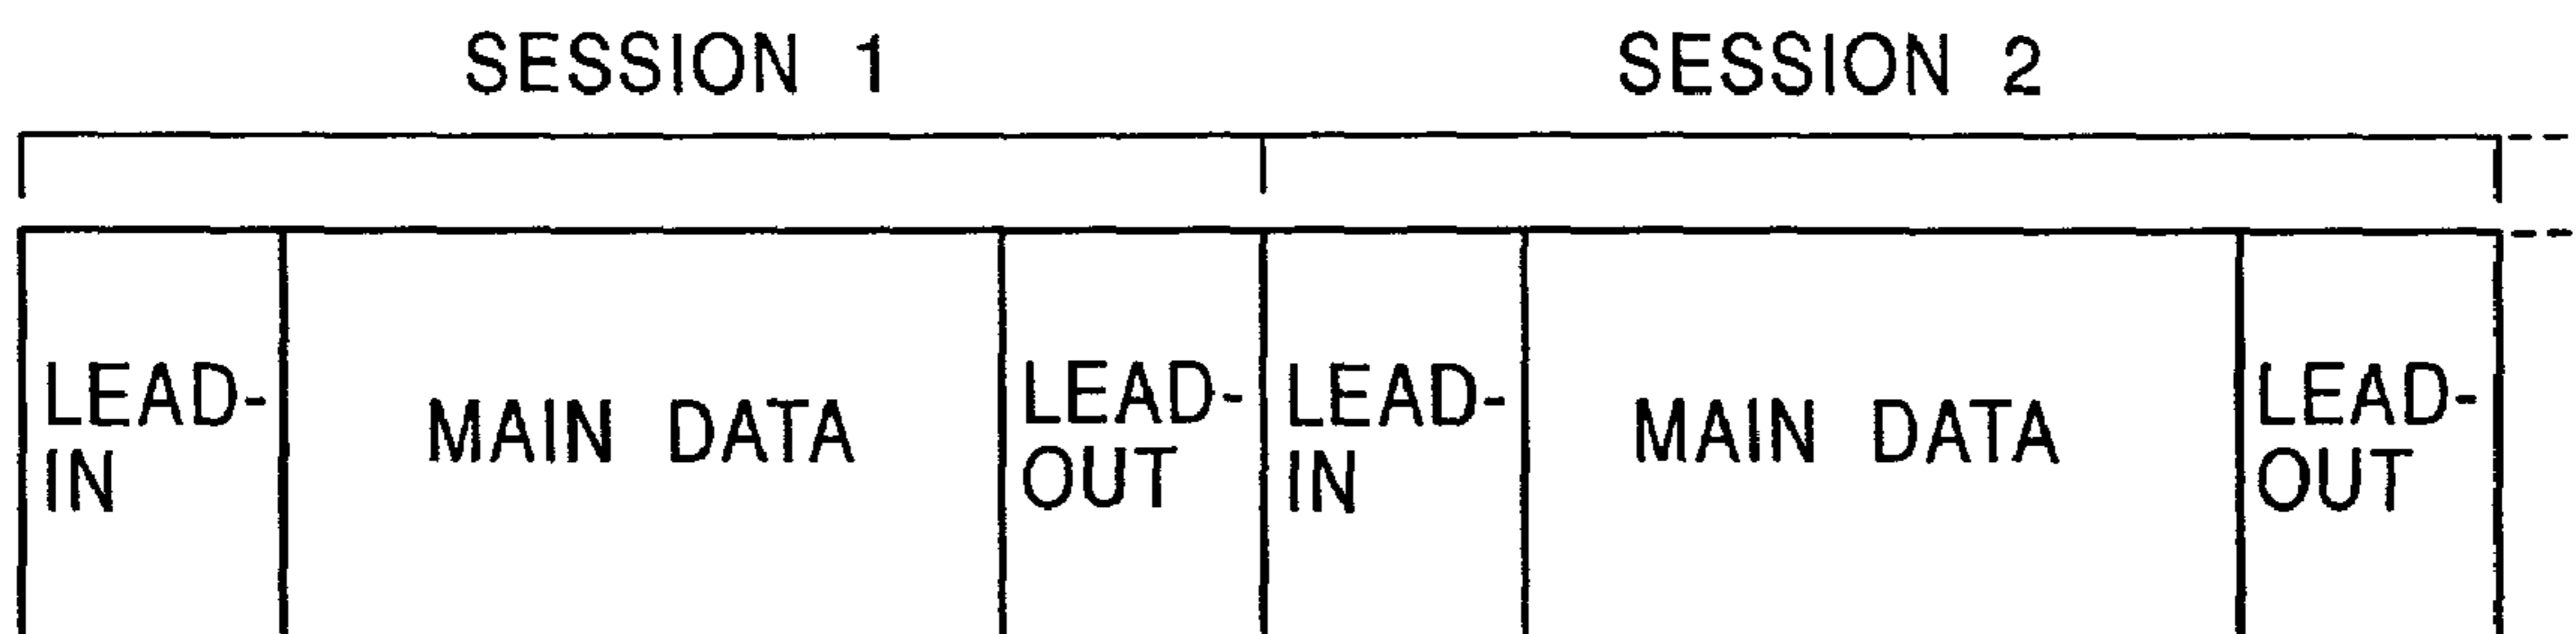 SESSION 1
SESSION 2
LEAD-
IN
MAIN DATA
LEAD-
OUT
LEAD-
IN
MAIN DATA
LEAD-
OUT